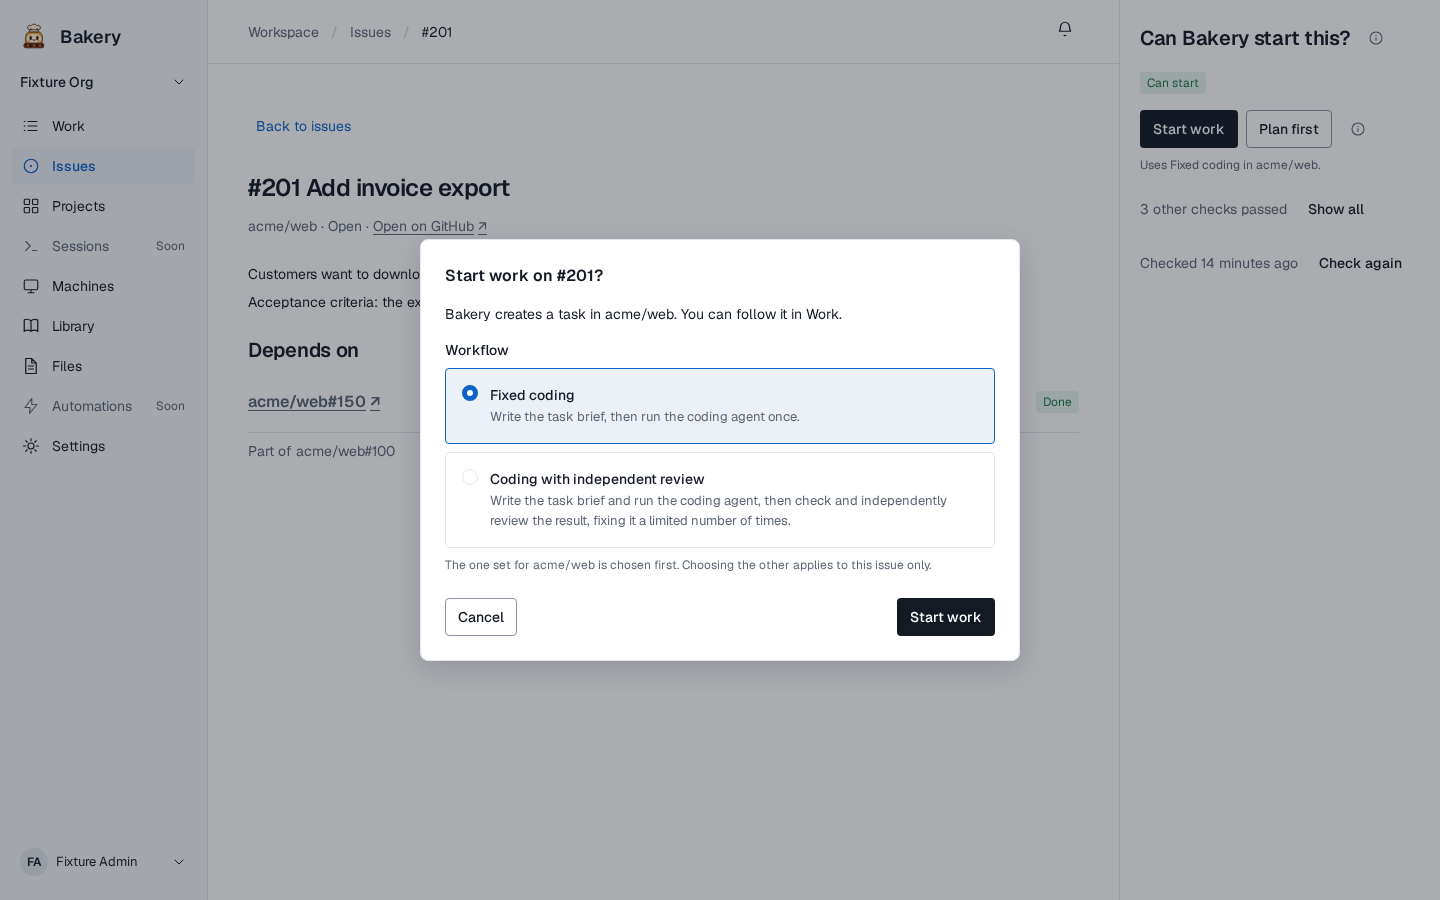 Bakery
Fixture Org
Work
Issues
Projects
Sessions Soon
Machines
Library
Files
Automations Soon
Settings
FA Fixture Admin
Workspace / Issues / #201
Back to issues
#201 Add invoice export
acme/web · Open · Open on GitHub ↗
Customers want to downlo
Acceptance criteria: the ex
Depends on
acme/web#150 ↗ Done
Part of acme/web#100
Start work on #201?
Bakery creates a task in acme/web. You can follow it in Work.
Workflow
Fixed coding
Write the task brief, then run the coding agent once.
Coding with independent review
Write the task brief and run the coding agent, then check and independently
review the result, fixing it a limited number of times.
The one set for acme/web is chosen first. Choosing the other applies to this issue only.
Cancel Start work
Can Bakery start this?
Can start
Start work Plan first
Uses Fixed coding in acme/web.
3 other checks passed Show all
Checked 14 minutes ago Check again